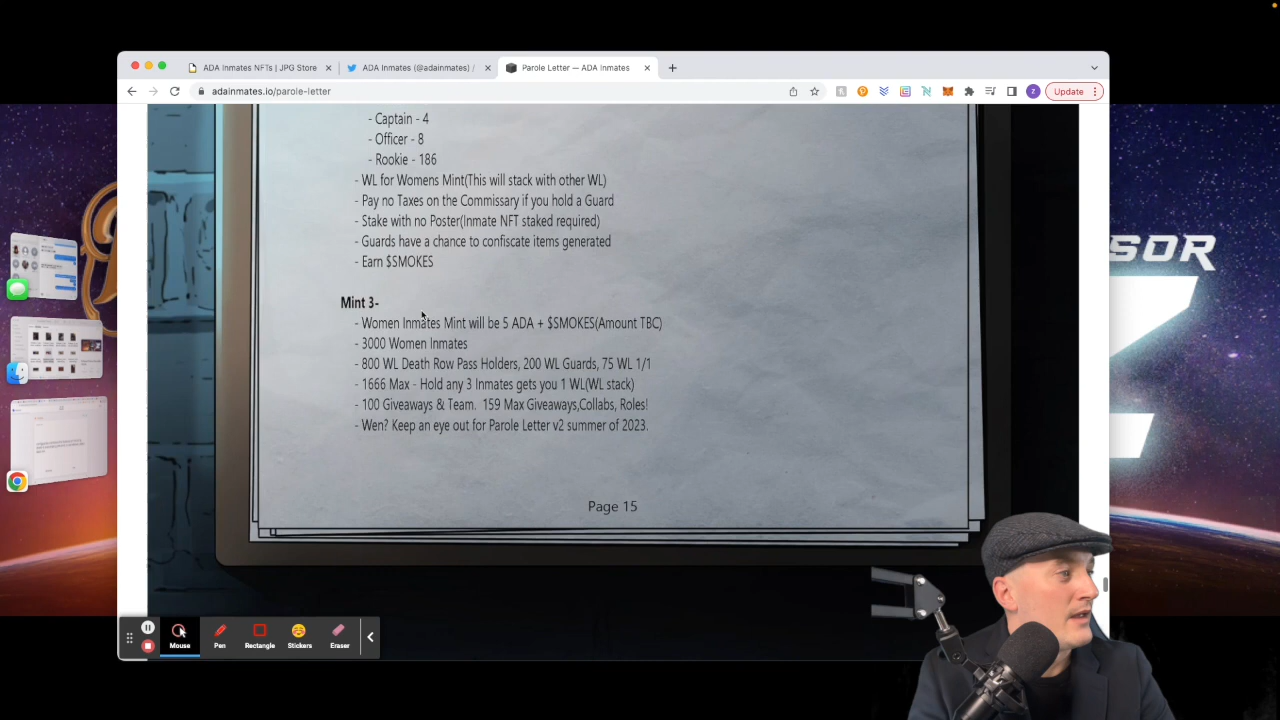 ADA Inmates NFTs | JPG Store
ADA Inmates (@adainmates) /
Parole Letter — ADA Inmates
adainmates.io/parole-letter
Z
Update
- Captain - 4
- Officer - 8
- Rookie - 186
- WL for Womens Mint(This will stack with other WL)
- Pay no Taxes on the Commissary if you hold a Guard
- Stake with no Poster(Inmate NFT staked required)
- Guards have a chance to confiscate items generated
- Earn $SMOKES
Mint 3-
- Women Inmates Mint will be 5 ADA + $SMOKES(Amount TBC)
- 3000 Women Inmates
- 800 WL Death Row Pass Holders, 200 WL Guards, 75 WL 1/1
- 1666 Max - Hold any 3 Inmates gets you 1 WL(WL stack)
- 100 Giveaways & Team. 159 Max Giveaways,Collabs, Roles!
- Wen? Keep an eye out for Parole Letter v2 summer of 2023.
Page 15
SOR
Mouse
Pen
Rectangle
Stickers
Eraser